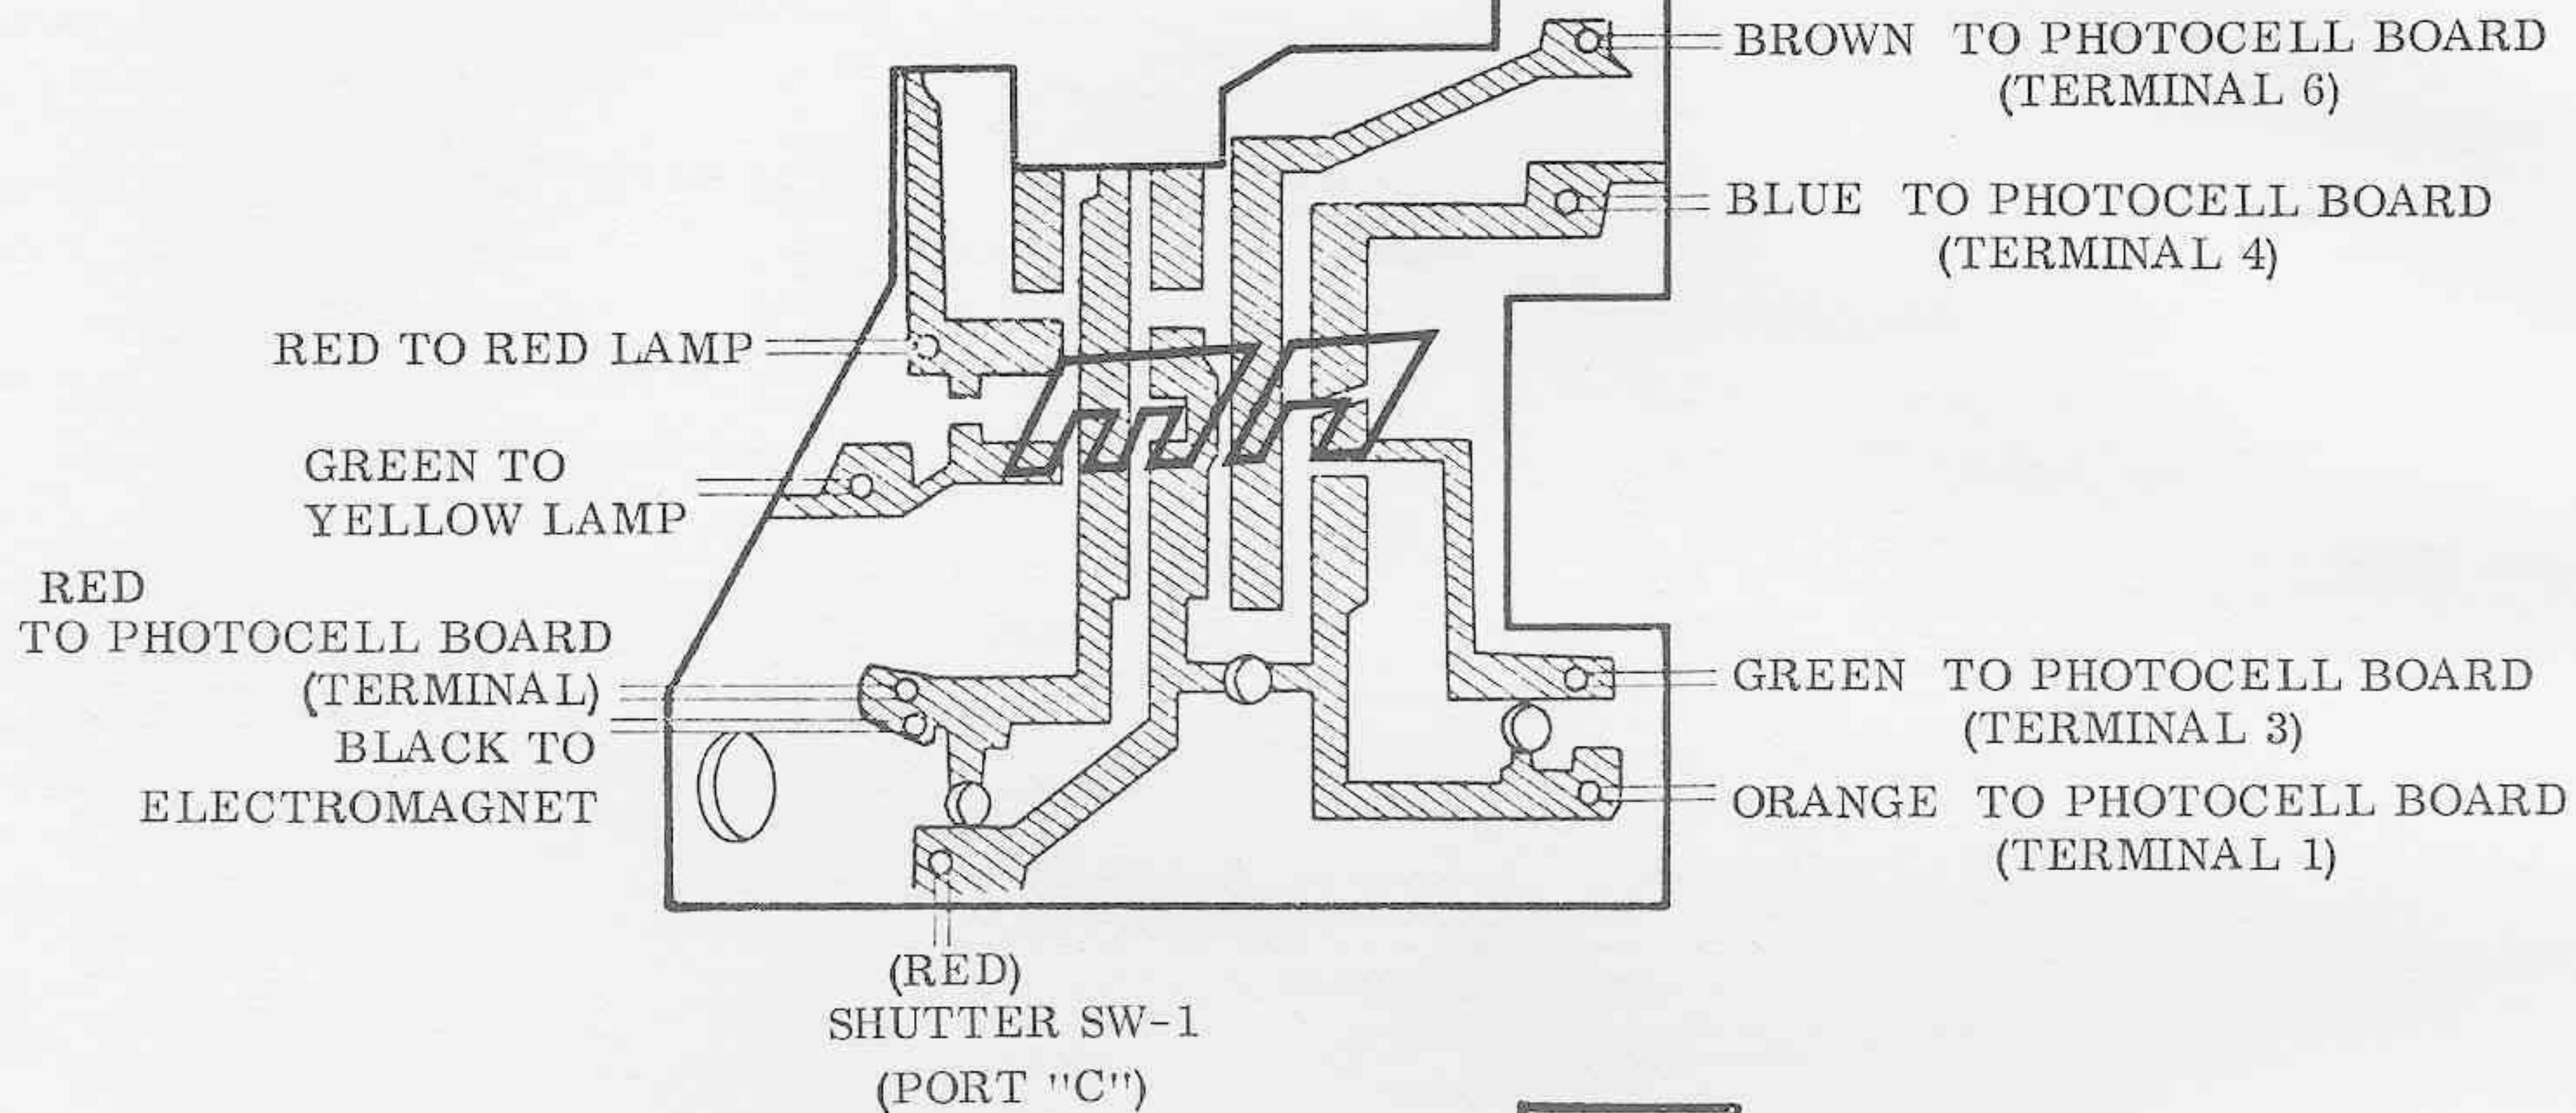 BROWN TO PHOTOCELL BOARD
(TERMINAL 6)
BLUE TO PHOTOCELL BOARD
(TERMINAL 4)
RED TO RED LAMP
GREEN TO
YELLOW LAMP
RED
TO PHOTOCELL BOARD
(TERMINAL)
BLACK TO
ELECTROMAGNET
GREEN TO PHOTOCELL BOARD
(TERMINAL 3)
ORANGE TO PHOTOCELL BOARD
(TERMINAL 1)
(RED)
SHUTTER SW-1
(PORT "C")